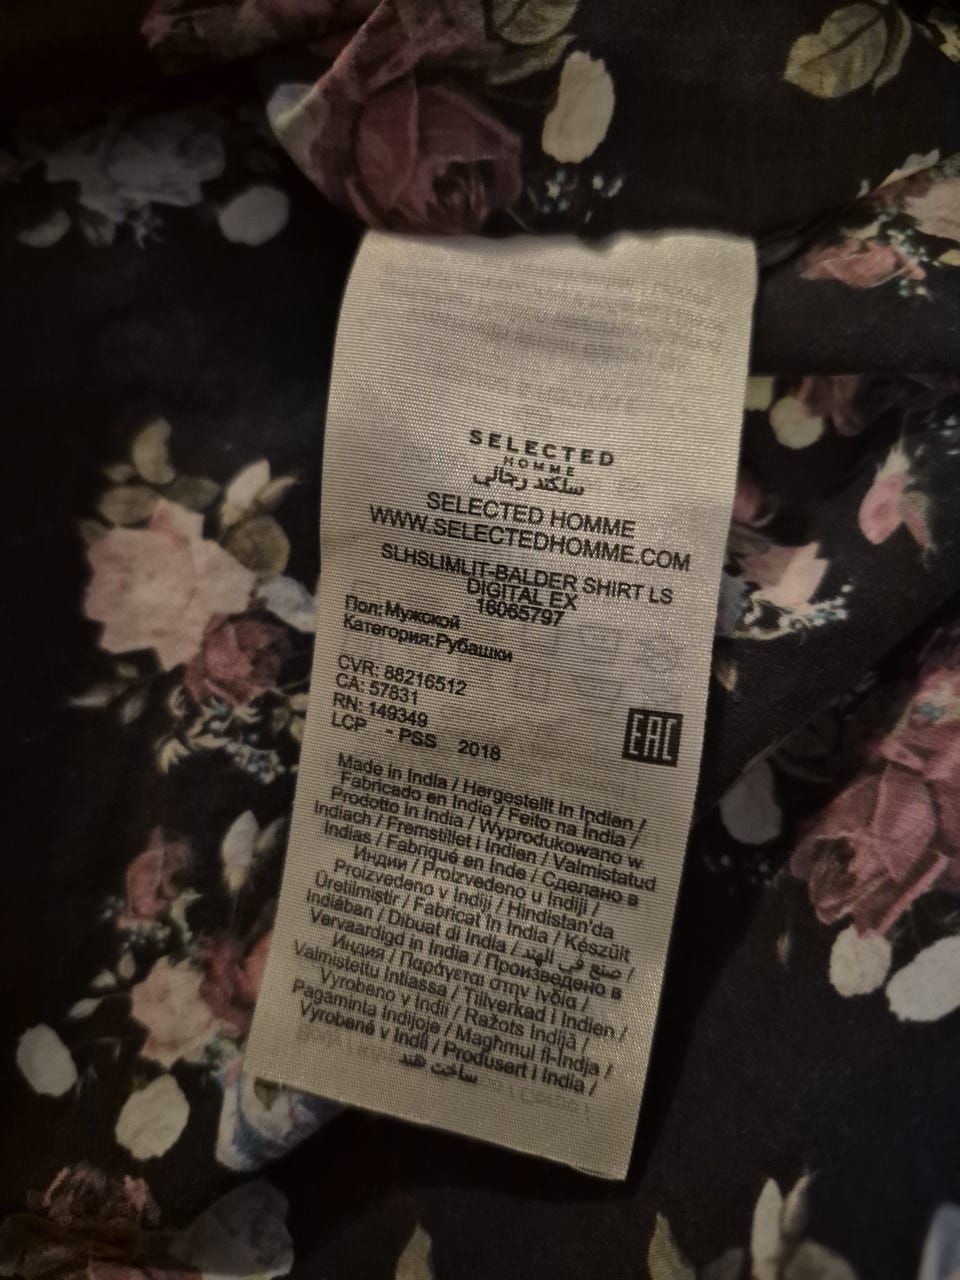 SELECTED
HOMME
سلكتد رجالي
SELECTED HOMME
WWW.SELECTEDHOMME.COM
SLHSLIMLIT-BALDER SHIRT LS
DIGITAL EX
16065797
Пол:Мужской
Категория:Рубашки
CVR: 88216512
CA: 57631
RN: 149349
LCP - PSS 2018
EAC
Made in India / Hergestellt in Indien /
Fabricado en India / Feito na India /
Prodotto in India / Wyprodukowano w
Indiach / Fremstillet i Indien / Valmistatud
Indias / Fabriqué en Inde / Сделано в
Индии / Proizvedeno u Indiji /
Proizvedeno v Indiji / Hindistan'da
Üretilmiştir / Fabricat în India / Készült
Indiában / Dibuat di India / صنع في الهند /
Vervaardigd in India / Произведено в
Индия / Παράγεται στην Ινδία /
Valmistettu Intiassa / Tillverkad i Indien /
Vyrobeno v Indii / Ražots Indijā /
Pagaminta Indijoje / Maghmul fl-Indja /
Vyrobené v Indii / Produsert i India /
ساخت هند